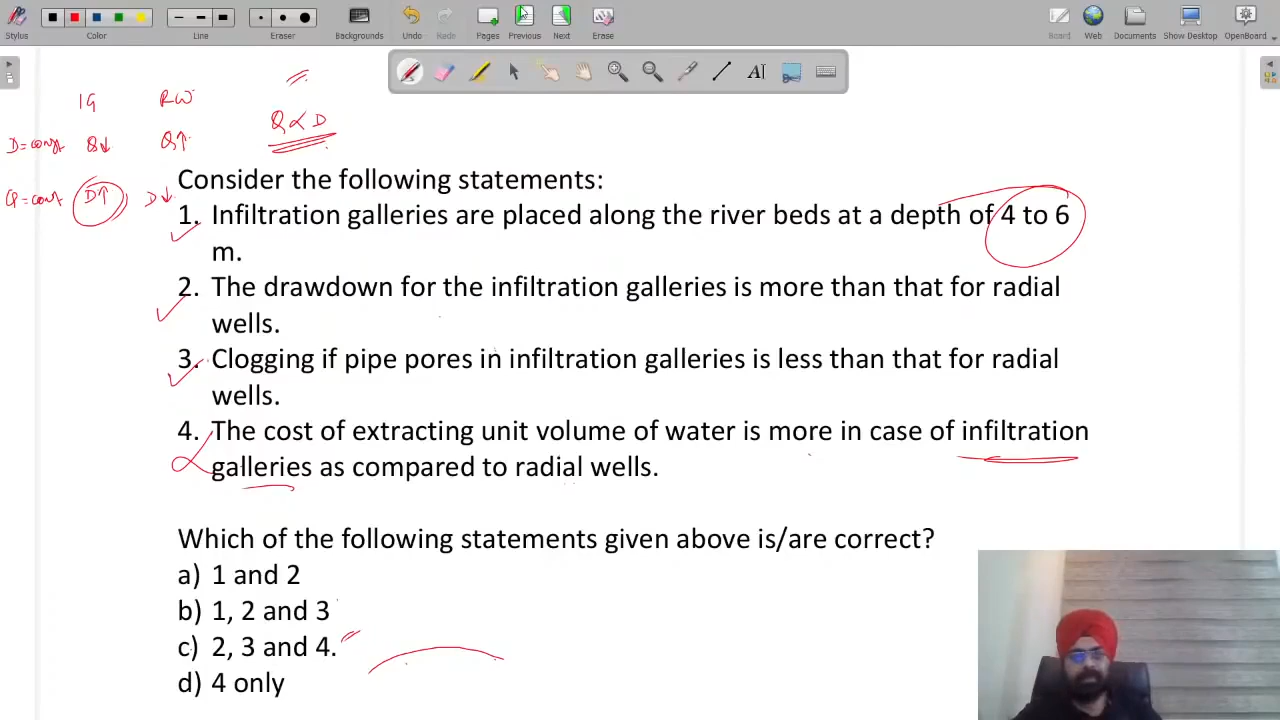 Stylus
Color
Line
Eraser
Backgrounds
Undo
Redo
Pages
Previous
Next
Erase
Board
Web
Documents
Show Desktop
OpenBoard
IG RW
Q∝D
D=const Q↓ Q↑
Q=const D↑ D↓
Consider the following statements:
1. Infiltration galleries are placed along the river beds at a depth of 4 to 6
m.
2. The drawdown for the infiltration galleries is more than that for radial
wells.
3. Clogging if pipe pores in infiltration galleries is less than that for radial
wells.
4. The cost of extracting unit volume of water is more in case of infiltration
galleries as compared to radial wells.
Which of the following statements given above is/are correct?
a) 1 and 2
b) 1, 2 and 3
c) 2, 3 and 4.
d) 4 only